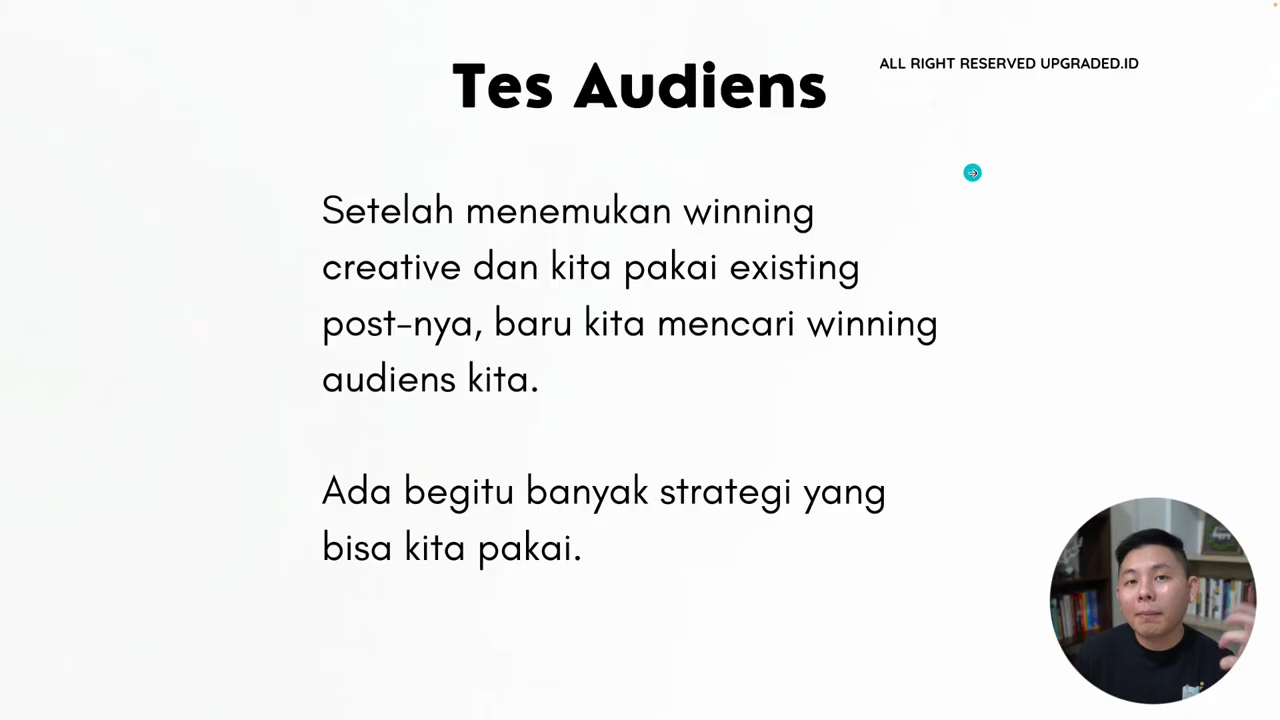 Tes Audiens
ALL RIGHT RESERVED UPGRADED.ID
Setelah menemukan winning
creative dan kita pakai existing
post-nya, baru kita mencari winning
audiens kita.
Ada begitu banyak strategi yang
bisa kita pakai.